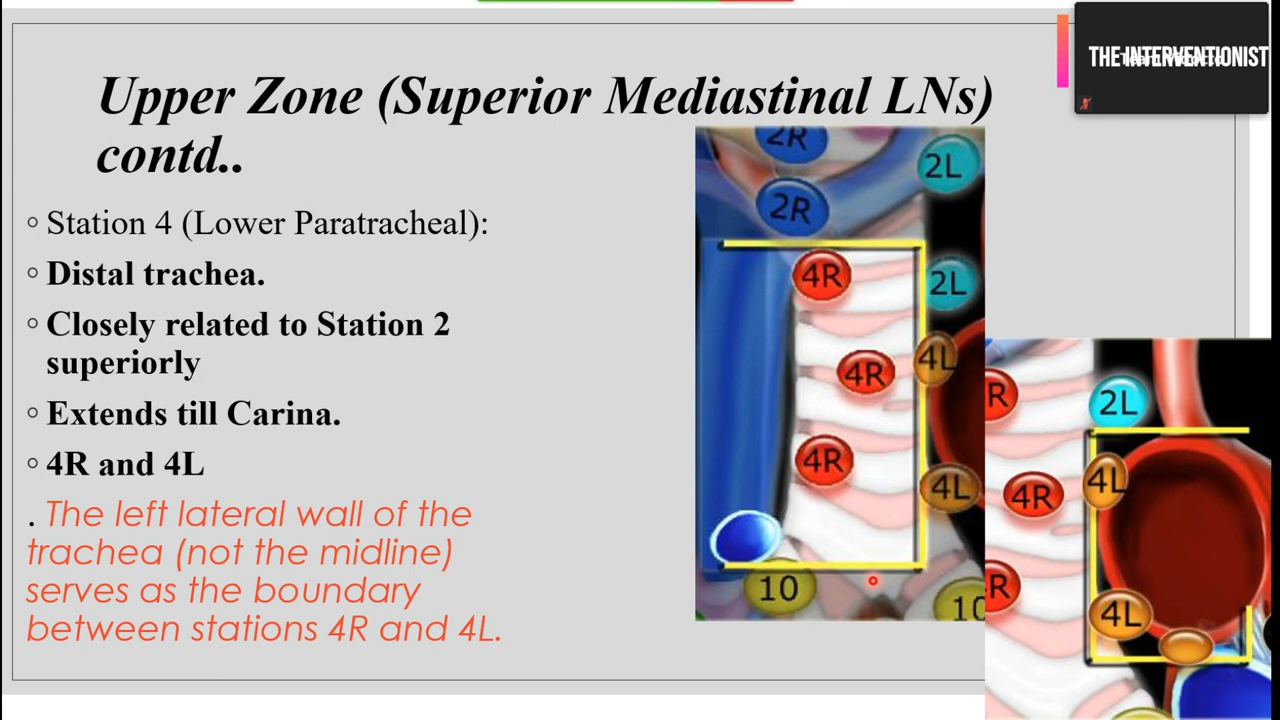 Upper Zone (Superior Mediastinal LNs)
contd..
THE INTERVENTIONIST
Station 4 (Lower Paratracheal):
Distal trachea.
Closely related to Station 2
superiorly
Extends till Carina.
4R and 4L
. The left lateral wall of the
trachea (not the midline)
serves as the boundary
between stations 4R and 4L.
2R
2L
2R
4R
2L
4R
4L
4R
4L
10
10
R
2L
4R
4L
R
4L